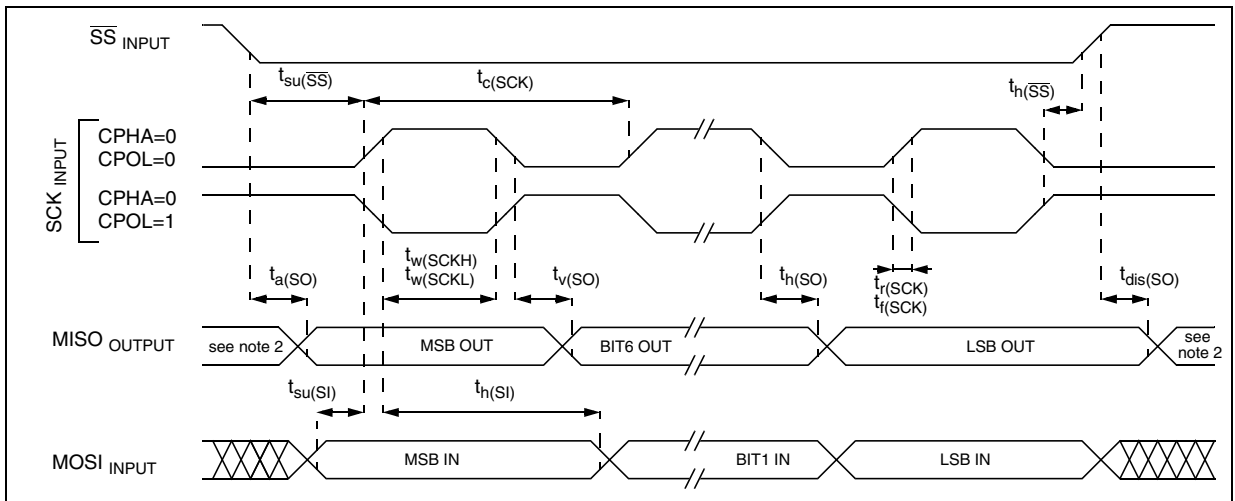 SS INPUT
tsu(SS)
tc(SCK)
th(SS)
SCK INPUT
CPHA=0
CPOL=0
CPHA=0
CPOL=1
ta(SO)
tw(SCKH)
tw(SCKL)
tv(SO)
th(SO)
tr(SCK)
tf(SCK)
tdis(SO)
MISO OUTPUT
see note 2
MSB OUT
BIT6 OUT
LSB OUT
see
note 2
tsu(SI)
th(SI)
MOSI INPUT
MSB IN
BIT1 IN
LSB IN